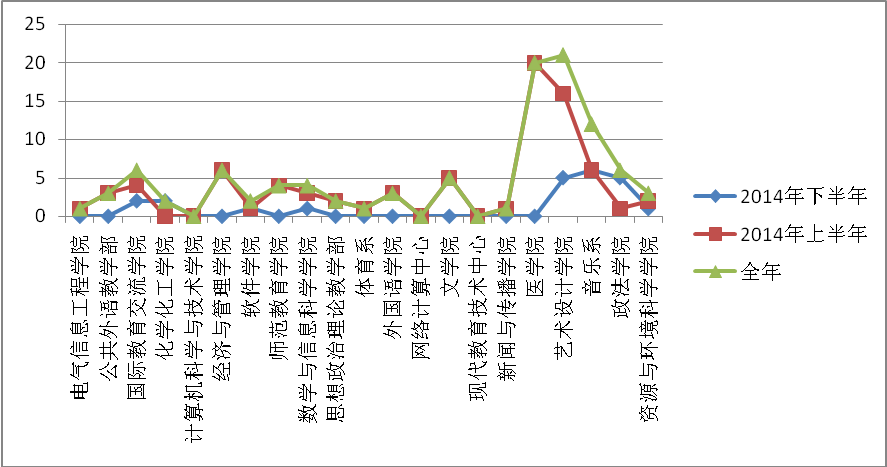 25
20
15
10
5
0
电气信息工程学院
公共外语教学部
国际教育交流学院
化学化工学院
计算机科学与技术学院
经济与管理学院
软件学院
师范教育学院
数学与信息科学学院
思想政治理论教学部
体育系
外国语学院
网络计算中心
文学院
现代教育技术中心
新闻与传播学院
医学院
艺术设计学院
音乐系
政法学院
资源与环境科学学院
2014年下半年
2014年上半年
全年